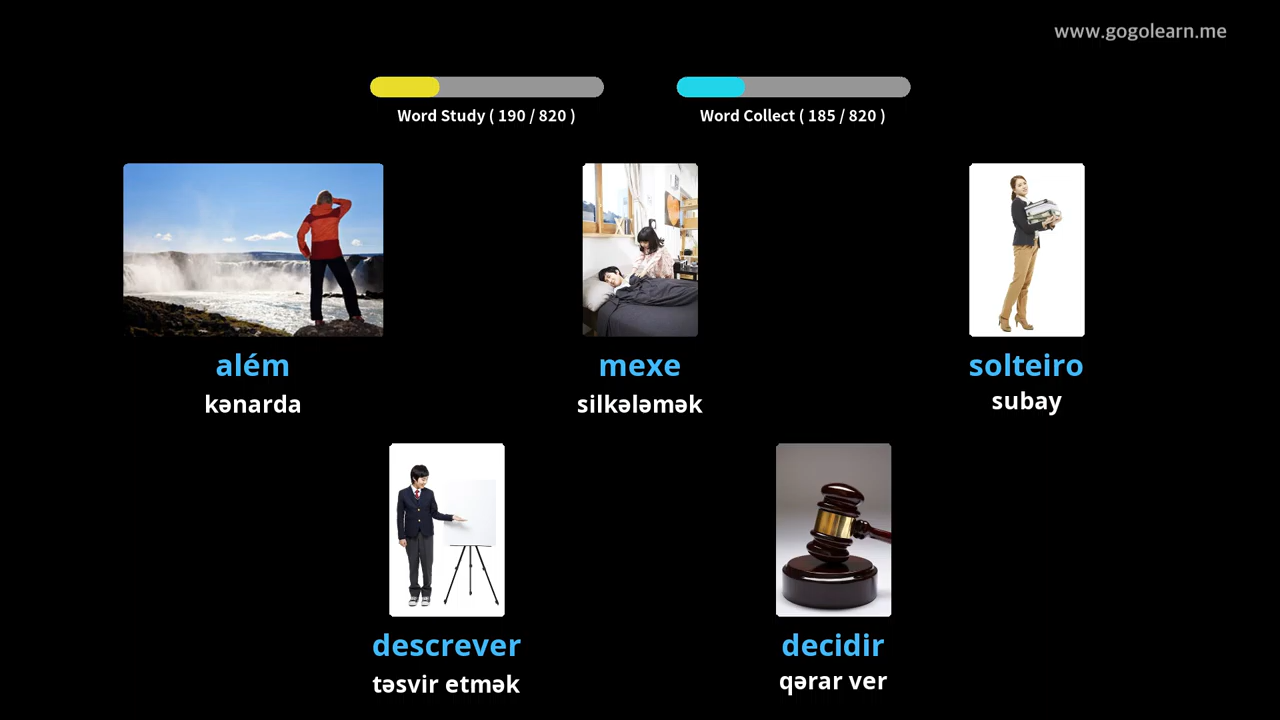 www.gogolearn.me
Word Study ( 190 / 820 )
Word Collect ( 185 / 820 )
além
mexe
solteiro
kənarda
silkələmək
subay
descrever
decidir
təsvir etmək
qərar ver